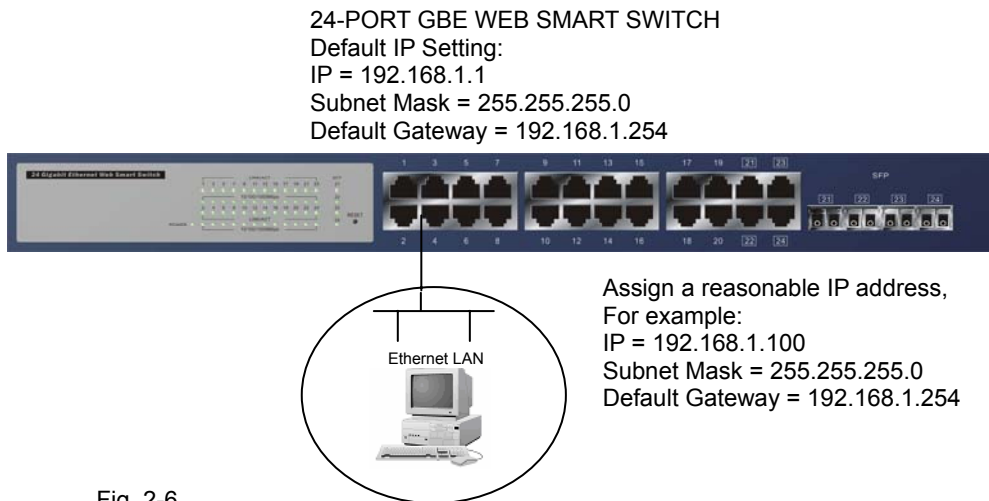 24-PORT GBE WEB SMART SWITCH
Default IP Setting:
IP = 192.168.1.1
Subnet Mask = 255.255.255.0
Default Gateway = 192.168.1.254
1 3 5 7 9 11 13 15 17 19 21 23
24 Gigabit Ethernet Web Smart Switch
SFP
21 22 23 24
RESET
2 4 6 8 10 12 14 16 18 20 22 24
Assign a reasonable IP address,
For example:
IP = 192.168.1.100
Subnet Mask = 255.255.255.0
Default Gateway = 192.168.1.254
Ethernet LAN
Fig. 2-6